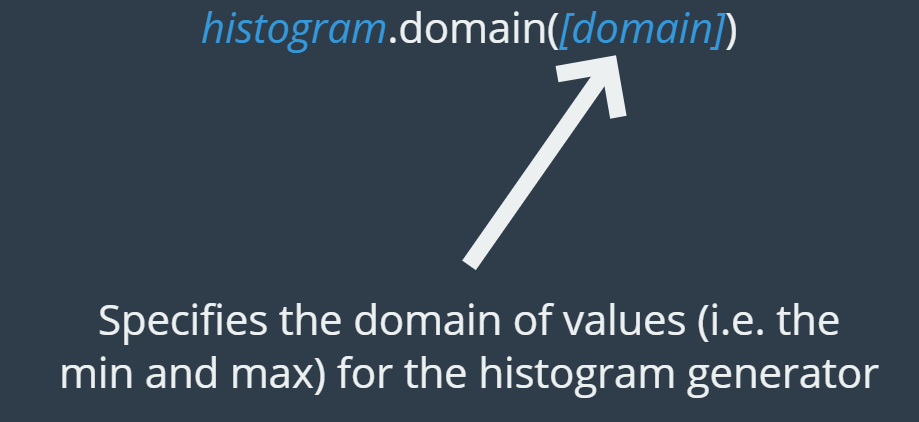 histogram.domain([domain])
Specifies the domain of values (i.e. the
min and max) for the histogram generator